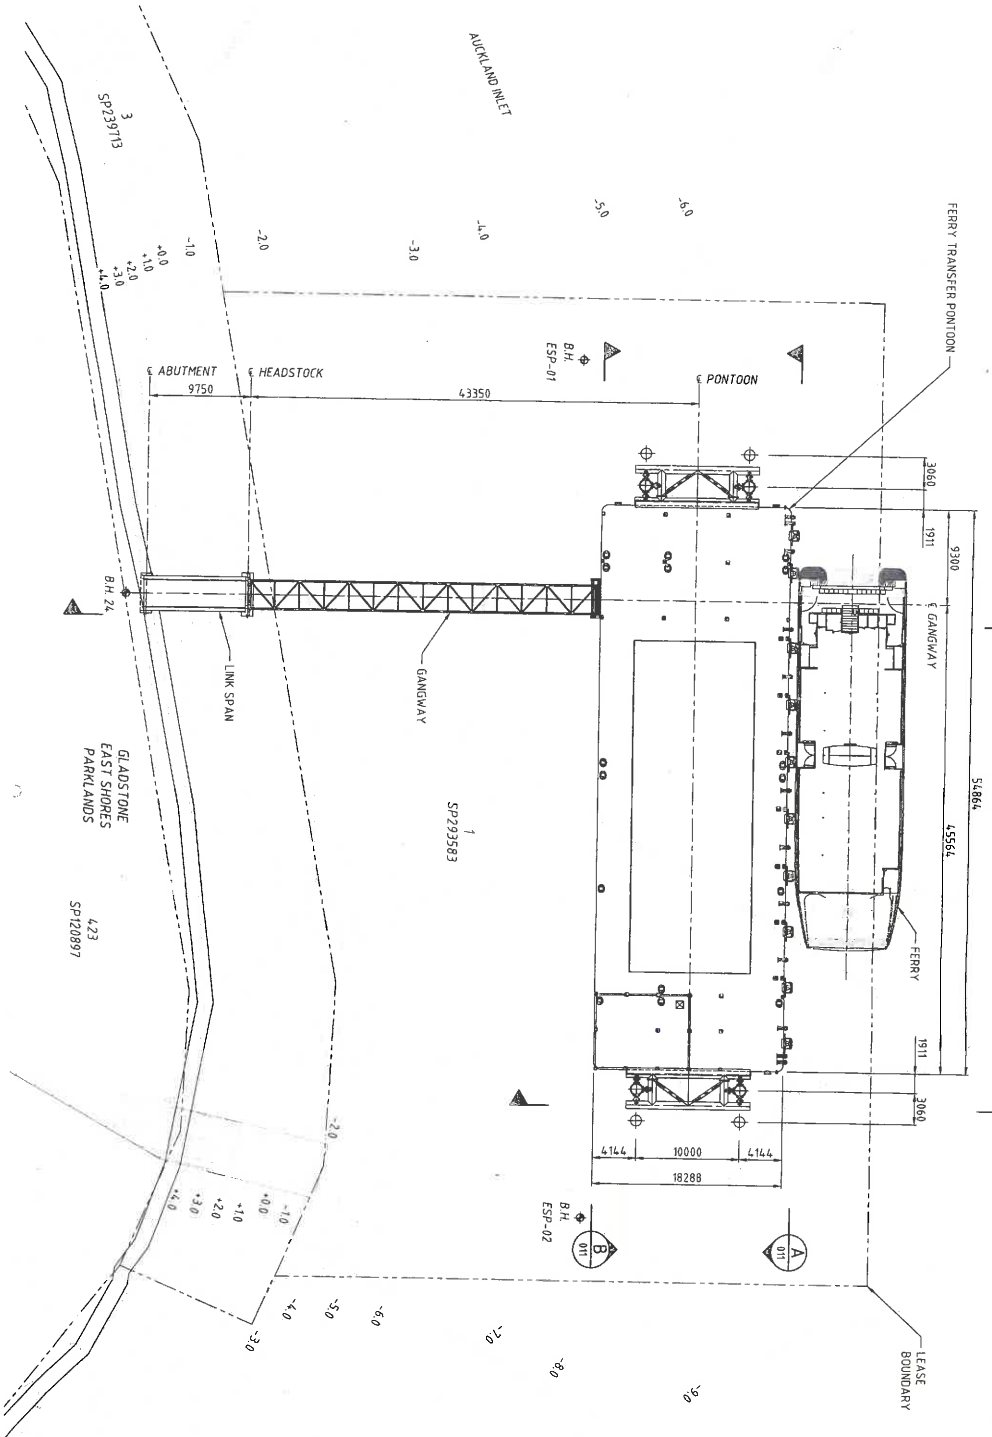 AUCKLAND INLET
3
SP239713
-1.0
+0.0
+1.0
+2.0
+3.0
+4.0
-2.0
-3.0
-4.0
-5.0
-6.0
FERRY TRANSFER PONTOON
B.H.
ESP-01
℄ ABUTMENT
9750
℄ HEADSTOCK
43350
℄ PONTOON
3060
1911
9300
54864
45564
℄ GANGWAY
B.H. 24
LINK SPAN
GANGWAY
GLADSTONE
EAST SHORES
PARKLANDS
1
SP293583
423
SP120897
FERRY
1911
3060
4144
10000
4144
18288
B.H.
ESP-02
B
011
A
011
-2.0
-1.0
+0.0
+1.0
+2.0
+3.0
+4.0
-3.0
-4.0
-5.0
-6.0
-7.0
-8.0
-9.0
LEASE
BOUNDARY